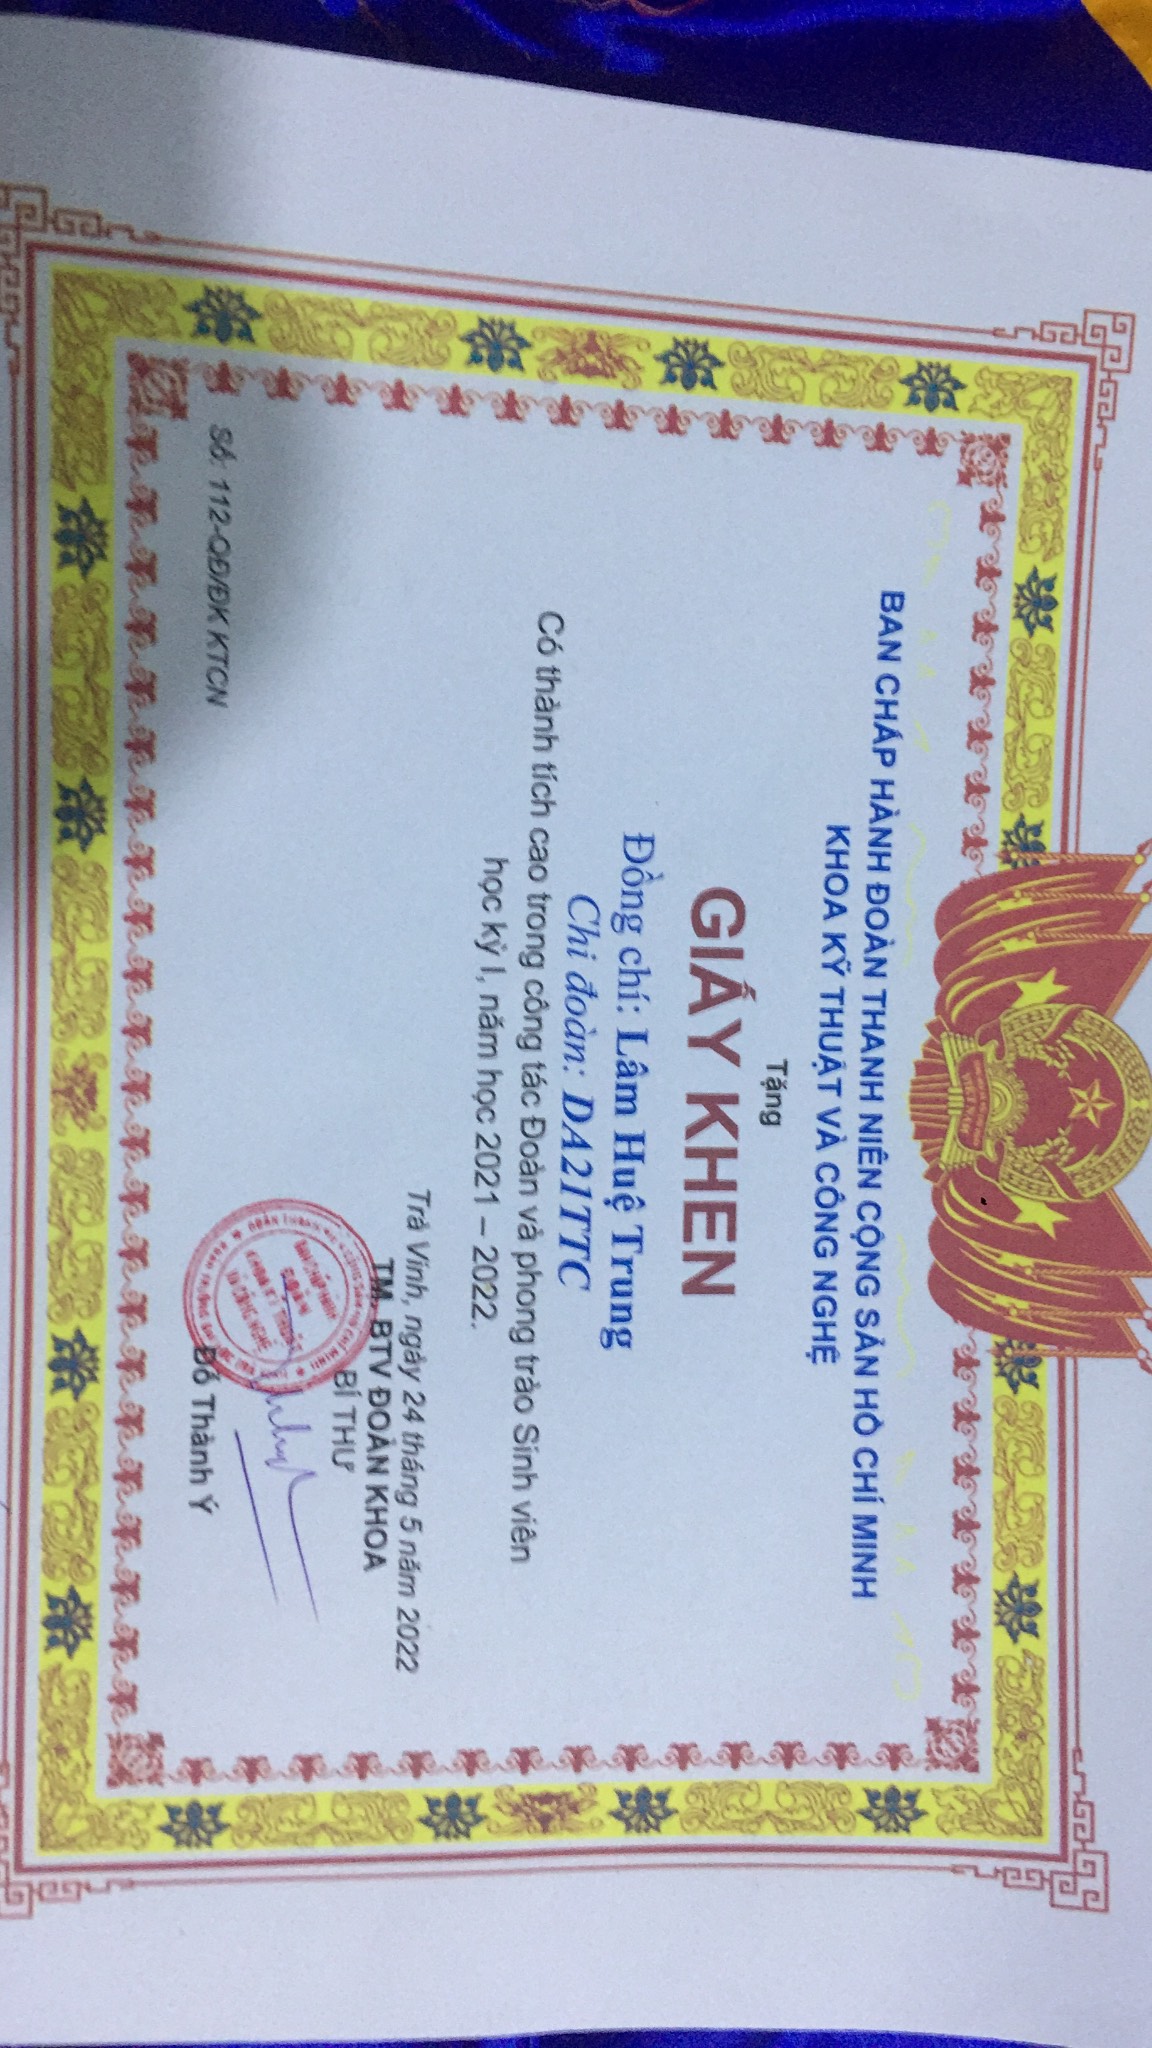 BAN CHẤP HÀNH ĐOÀN THANH NIÊN CỘNG SẢN HỒ CHÍ MINH
KHOA KỸ THUẬT VÀ CÔNG NGHỆ
Tặng
GIẤY KHEN
Đồng chí: Lâm Huệ Trung
Chi đoàn: DA21TTC
Có thành tích cao trong công tác Đoàn và phong trào Sinh viên
học kỳ I, năm học 2021 – 2022.
Trà Vinh, ngày 24 tháng 5 năm 2022
TM. BTV ĐOÀN KHOA
BÍ THƯ
Đỗ Thành Ý
Số: 112-QĐ/ĐK KTCN